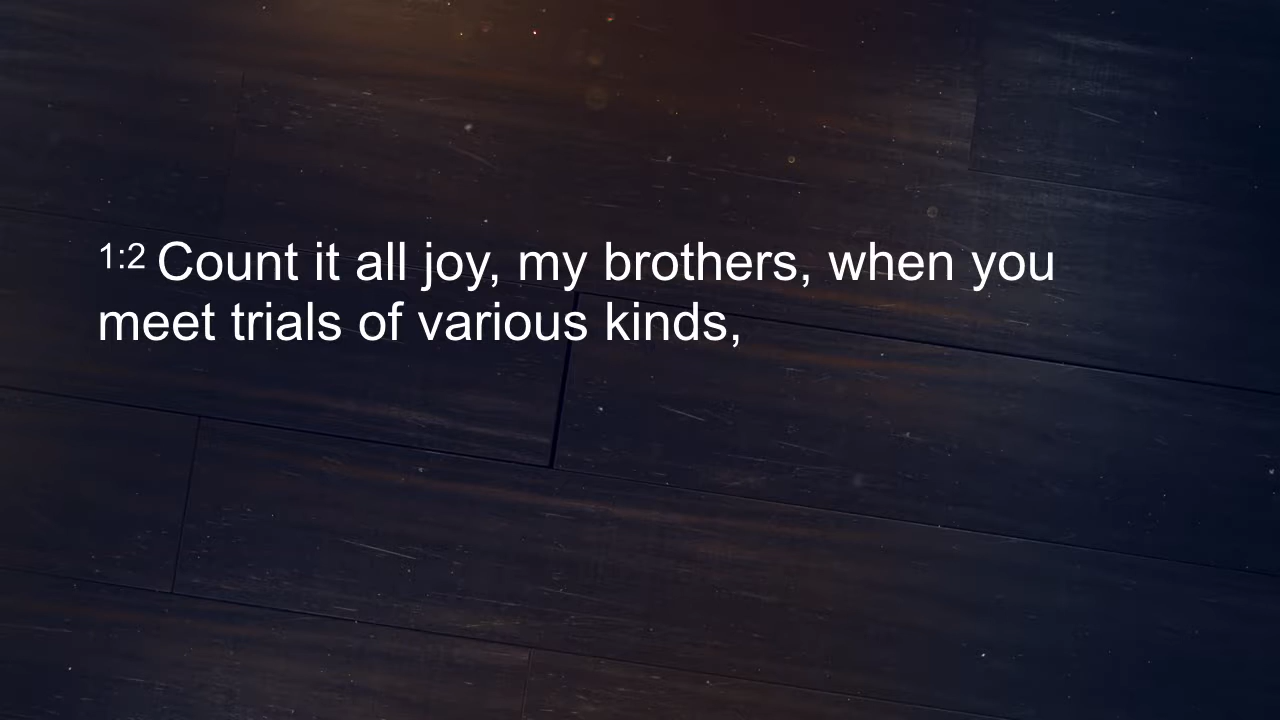 1:2 Count it all joy, my brothers, when you
meet trials of various kinds,